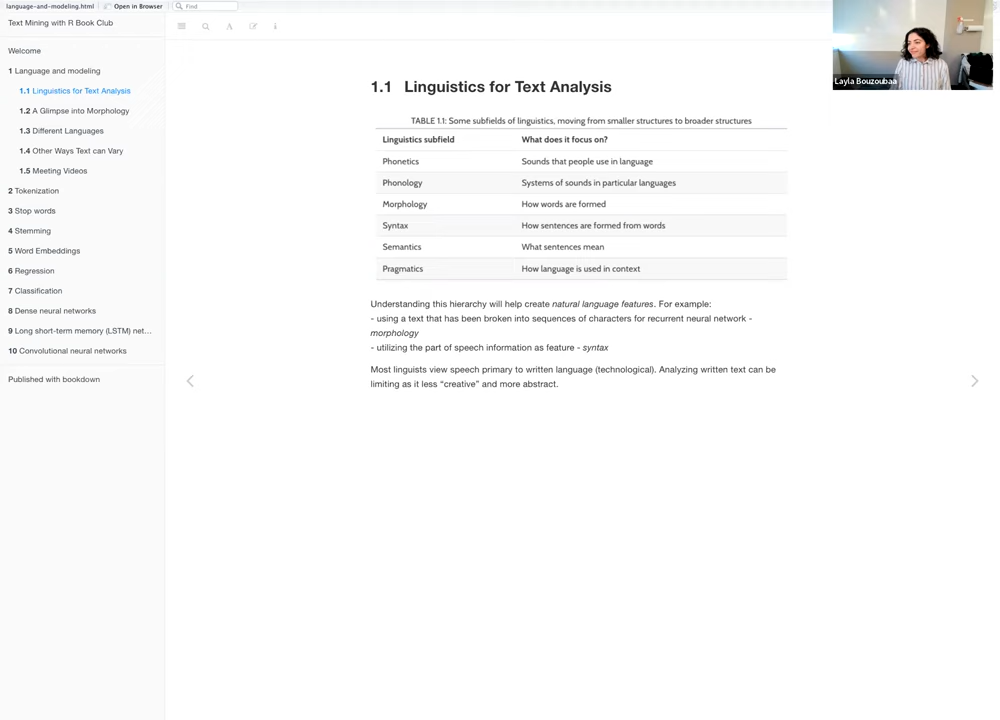 language-and-modeling.html
Open in Browser
Find
Text Mining with R Book Club
Welcome
1 Language and modeling
1.1 Linguistics for Text Analysis
1.2 A Glimpse into Morphology
1.3 Different Languages
1.4 Other Ways Text can Vary
1.5 Meeting Videos
2 Tokenization
3 Stop words
4 Stemming
5 Word Embeddings
6 Regression
7 Classification
8 Dense neural networks
9 Long short-term memory (LSTM) net...
10 Convolutional neural networks
Published with bookdown
1.1 Linguistics for Text Analysis
TABLE 1.1: Some subfields of linguistics, moving from smaller structures to broader structures
Linguistics subfield What does it focus on?
Phonetics Sounds that people use in language
Phonology Systems of sounds in particular languages
Morphology How words are formed
Syntax How sentences are formed from words
Semantics What sentences mean
Pragmatics How language is used in context
Understanding this hierarchy will help create natural language features. For example:
- using a text that has been broken into sequences of characters for recurrent neural network -
morphology
- utilizing the part of speech information as feature - syntax
Most linguists view speech primary to written language (technological). Analyzing written text can be
limiting as it less “creative” and more abstract.
Layla Bouzoubaa